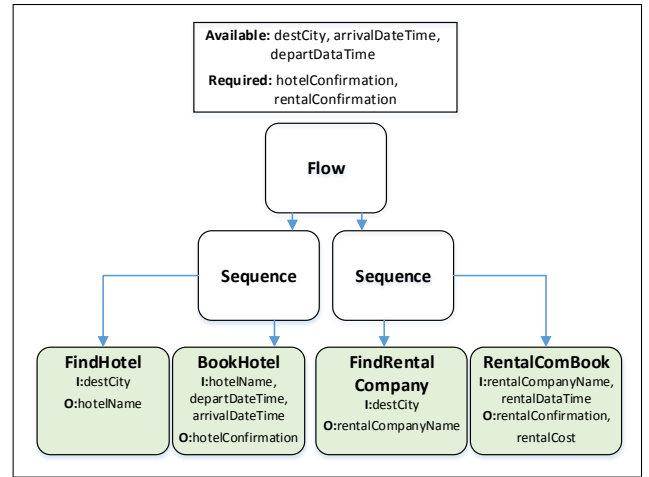 Available: destCity, arrivalDateTime,
departDataTime
Required: hotelConfirmation,
rentalConfirmation
Flow
Sequence
Sequence
FindHotel
I:destCity
O:hotelName
BookHotel
I:hotelName,
departDateTime,
arrivalDateTime
O:hotelConfirmation
FindRental
Company
I:destCity
O:rentalCompanyName
RentalComBook
I:rentalCompanyName,
rentalDataTime
O:rentalConfirmation,
rentalCost